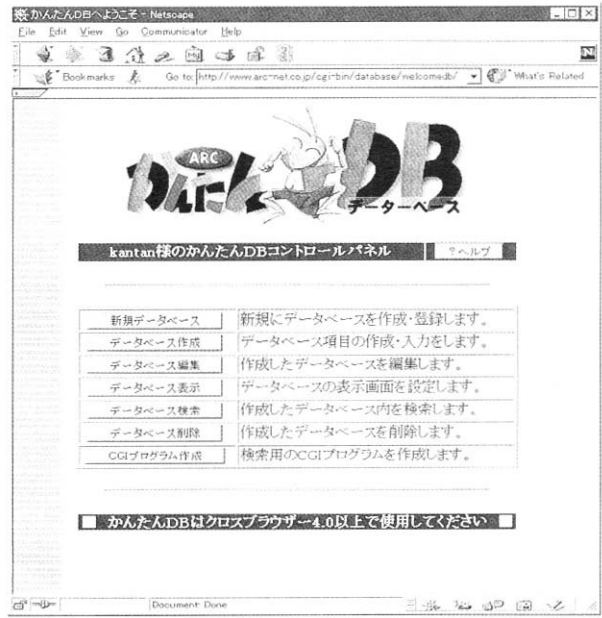 かんたんDBへようこそ - Netscape
File Edit View Go Communicator Help
Bookmarks Go to: http://www.arc-net.co.jp/cgi-bin/database/welcomedb/ What's Related
ARC
かんたんDB
データーベース
kantan様のかんたんDBコントロールパネル ?ヘルプ
新規データベース 新規にデータベースを作成・登録します。
データベース作成 データベース項目の作成・入力をします。
データベース編集 作成したデータベースを編集します。
データベース表示 データベースの表示画面を設定します。
データベース検索 作成したデータベース内を検索します。
データベース削除 作成したデータベースを削除します。
CGIプログラム作成 検索用のCGIプログラムを作成します。
かんたんDBはクロスブラウザー4.0以上で使用してください
Document: Done